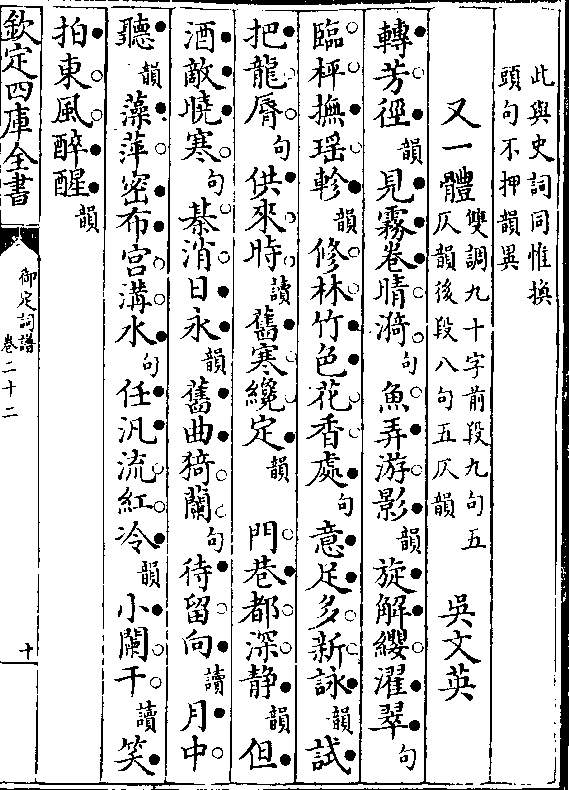 此與史詞同惟換
頭句不押韻異
又一體 雙調九十字前段九句五
仄韻後段八句五仄韻 吳文英
轉芳徑韻見霧卷晴漪句魚弄游影韻旋解纓濯翠句
臨枰撫瑤軫韻修林竹色花香處句意足多新詠韻試
把龍脣句供來時讀舊寒纔定韻 門巷都深静韻但
酒敵曉寒句棊消日永韻舊曲猗蘭句待留向讀月中
聽韻藻萍密布宮溝水句任汎流紅冷韻小闌干讀笑
拍東風醉醒韻
欽定四庫全書
御定詞譜
卷二十二
十